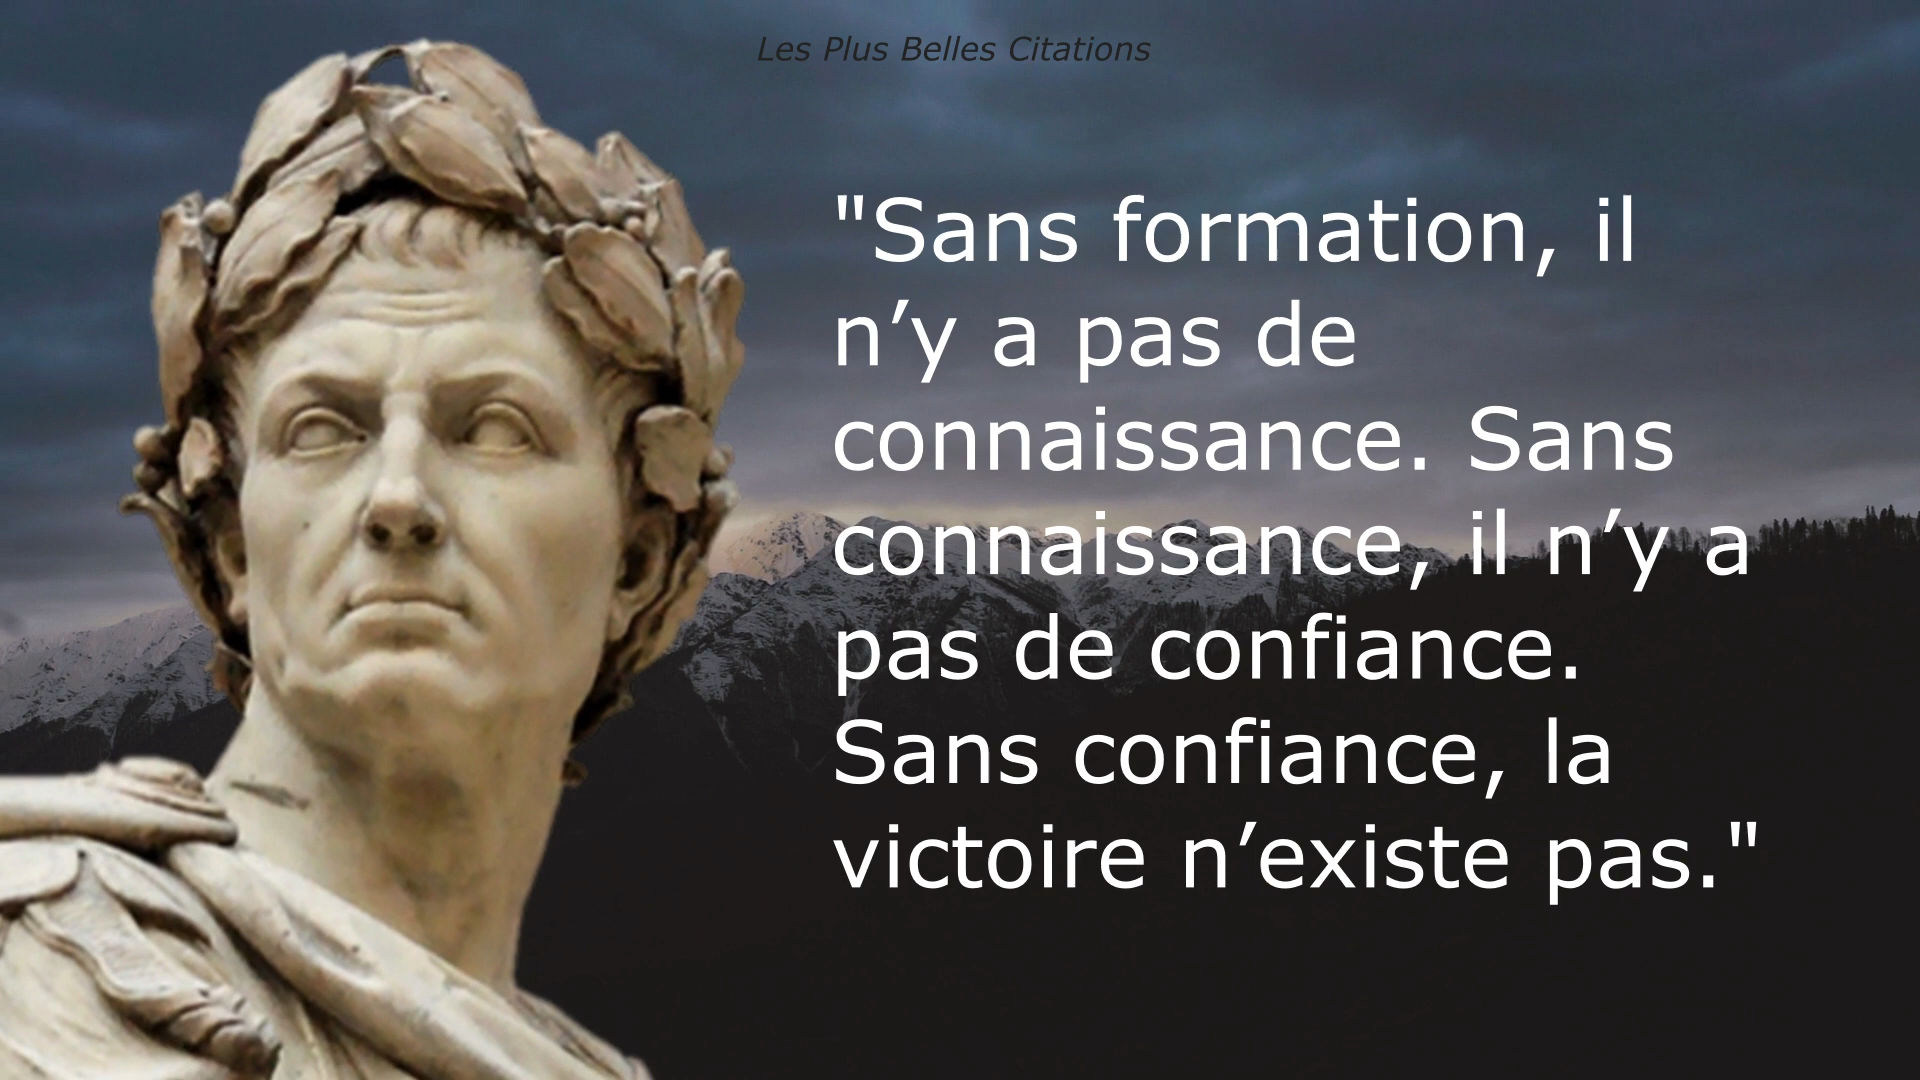 Les Plus Belles Citations
"Sans formation, il
n’y a pas de
connaissance. Sans
connaissance, il n’y a
pas de confiance.
Sans confiance, la
victoire n’existe pas."